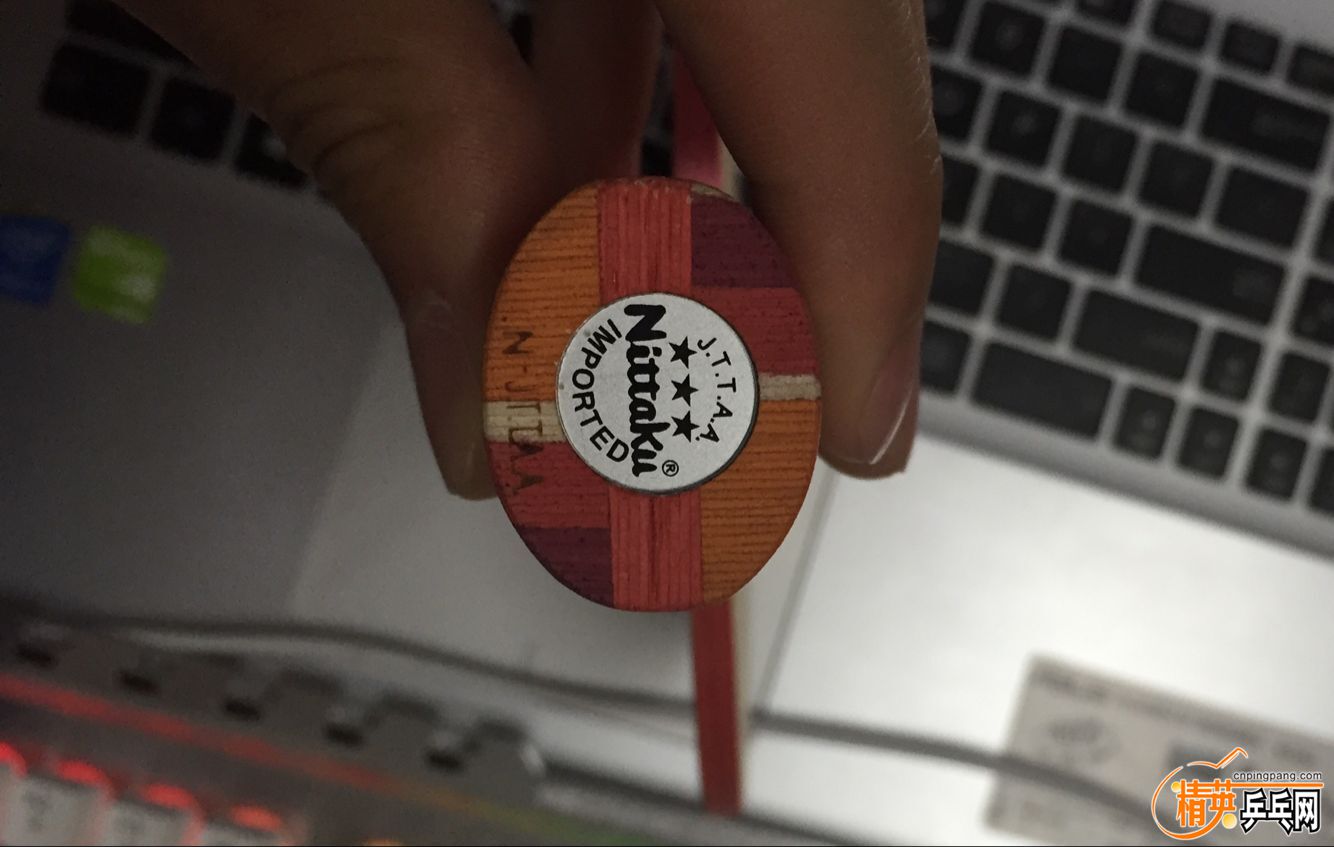 J.T.T.A.A
★★★
Nittaku®
IMPORTED
N-JTTAA
cnpingpang.com
精英乒乓网